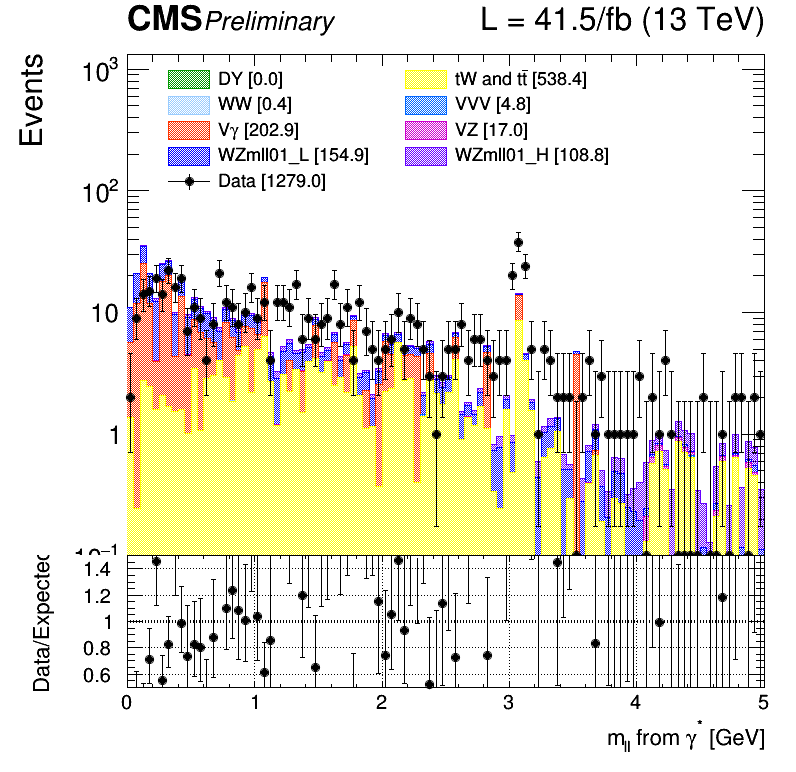 CMS Preliminary L = 41.5/fb (13 TeV)
Events
10³
DY [0.0] tW and tt̄ [538.4]
WW [0.4] VVV [4.8]
Vγ [202.9] VZ [17.0]
WZmll01_L [154.9] WZmll01_H [108.8]
Data [1279.0]
10²
10
1
10⁻¹
Data/Expected
1.4
1.2
1
0.8
0.6
0 1 2 3 4 5
m_ll from γ* [GeV]